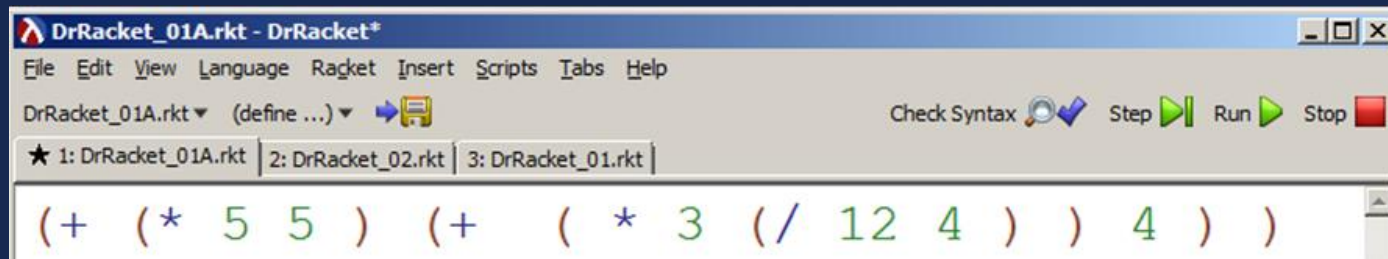 DrRacket_01A.rkt - DrRacket*
File Edit View Language Racket Insert Scripts Tabs Help
DrRacket_01A.rkt (define ...) Check Syntax Step Run Stop
1: DrRacket_01A.rkt 2: DrRacket_02.rkt 3: DrRacket_01.rkt
(+ (* 5 5 ) (+ ( * 3 (/ 12 4 ) ) 4 ) )